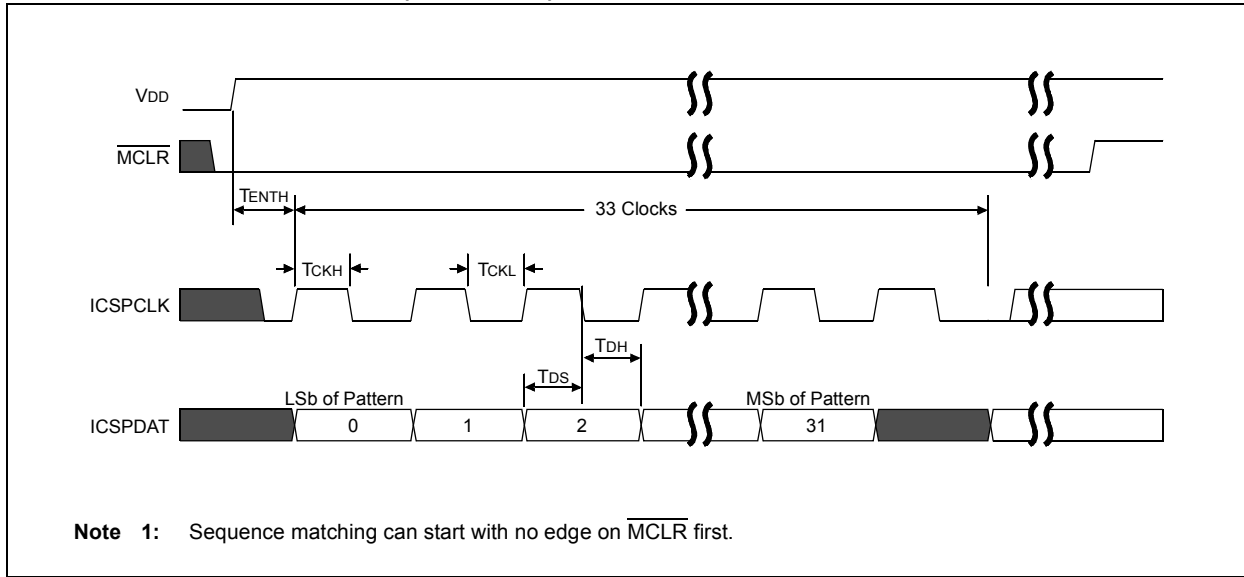 VDD
MCLR
TENTH
33 Clocks
TCKH
TCKL
ICSPCLK
TDH
TDS
LSb of Pattern
MSb of Pattern
ICSPDAT
0
1
2
31
Note 1: Sequence matching can start with no edge on MCLR first.